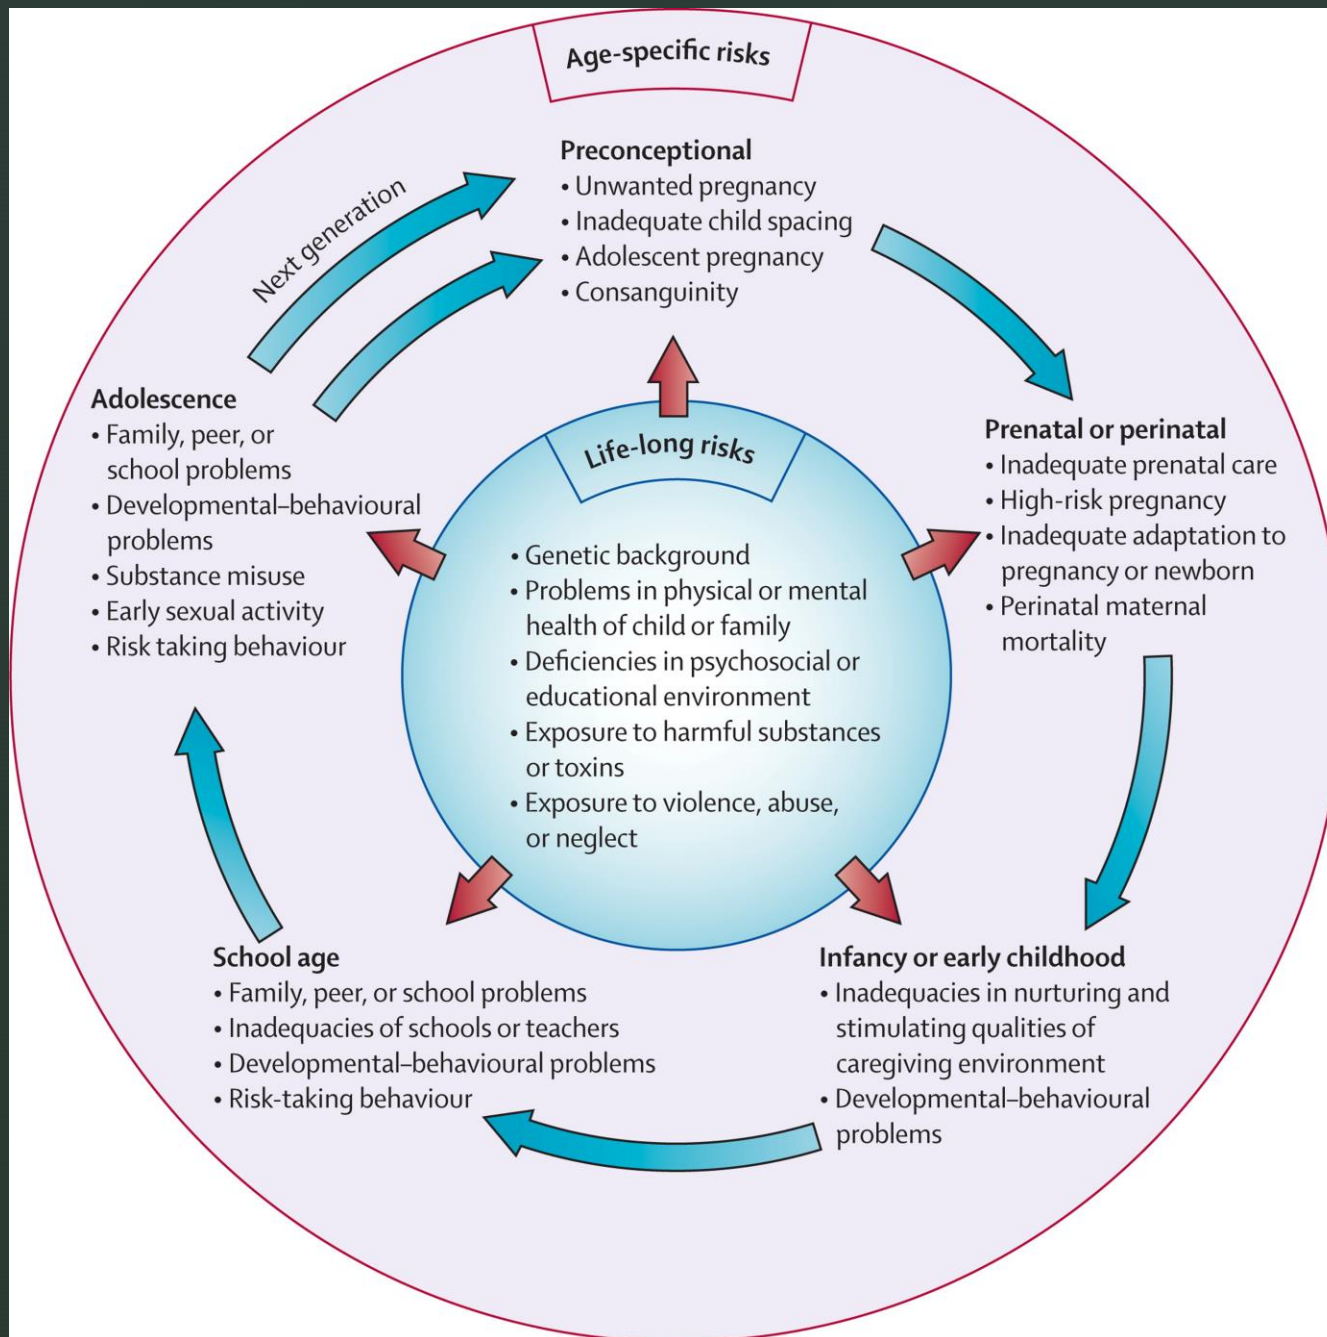 Age-specific risks
Preconceptional
• Unwanted pregnancy
• Inadequate child spacing
• Adolescent pregnancy
• Consanguinity
Next generation
Prenatal or perinatal
• Inadequate prenatal care
• High-risk pregnancy
• Inadequate adaptation to
pregnancy or newborn
• Perinatal maternal
mortality
Infancy or early childhood
• Inadequacies in nurturing and
stimulating qualities of
caregiving environment
• Developmental–behavioural
problems
School age
• Family, peer, or school problems
• Inadequacies of schools or teachers
• Developmental–behavioural problems
• Risk-taking behaviour
Adolescence
• Family, peer, or
school problems
• Developmental–behavioural
problems
• Substance misuse
• Early sexual activity
• Risk taking behaviour
Life-long risks
• Genetic background
• Problems in physical or mental
health of child or family
• Deficiencies in psychosocial or
educational environment
• Exposure to harmful substances
or toxins
• Exposure to violence, abuse,
or neglect